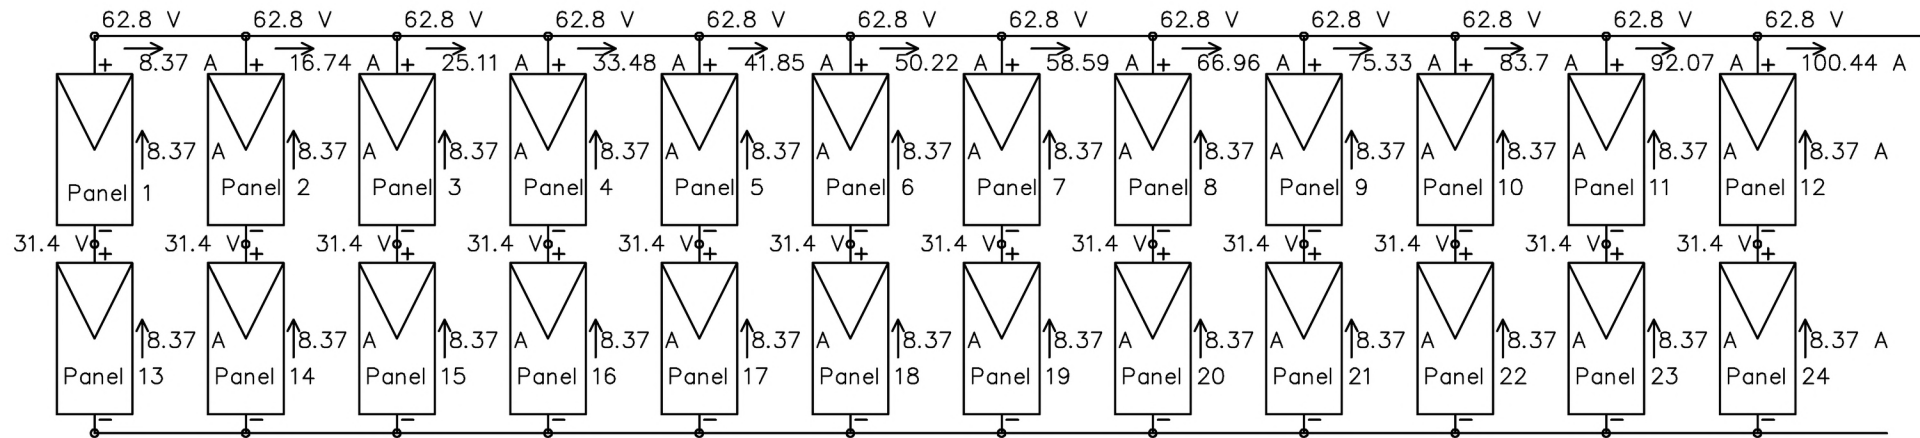 62.8 V 62.8 V 62.8 V 62.8 V 62.8 V 62.8 V 62.8 V 62.8 V 62.8 V 62.8 V 62.8 V 62.8 V
+ 8.37 A + 16.74 A + 25.11 A + 33.48 A + 41.85 A + 50.22 A + 58.59 A + 66.96 A + 75.33 A + 83.7 A + 92.07 A + 100.44 A
8.37 A 8.37 A 8.37 A 8.37 A 8.37 A 8.37 A 8.37 A 8.37 A 8.37 A 8.37 A 8.37 A 8.37 A
Panel 1 Panel 2 Panel 3 Panel 4 Panel 5 Panel 6 Panel 7 Panel 8 Panel 9 Panel 10 Panel 11 Panel 12
− − − − − − − − − − − −
31.4 V 31.4 V 31.4 V 31.4 V 31.4 V 31.4 V 31.4 V 31.4 V 31.4 V 31.4 V 31.4 V 31.4 V
+ + + + + + + + + + + +
8.37 A 8.37 A 8.37 A 8.37 A 8.37 A 8.37 A 8.37 A 8.37 A 8.37 A 8.37 A 8.37 A 8.37 A
Panel 13 Panel 14 Panel 15 Panel 16 Panel 17 Panel 18 Panel 19 Panel 20 Panel 21 Panel 22 Panel 23 Panel 24
− − − − − − − − − − − −